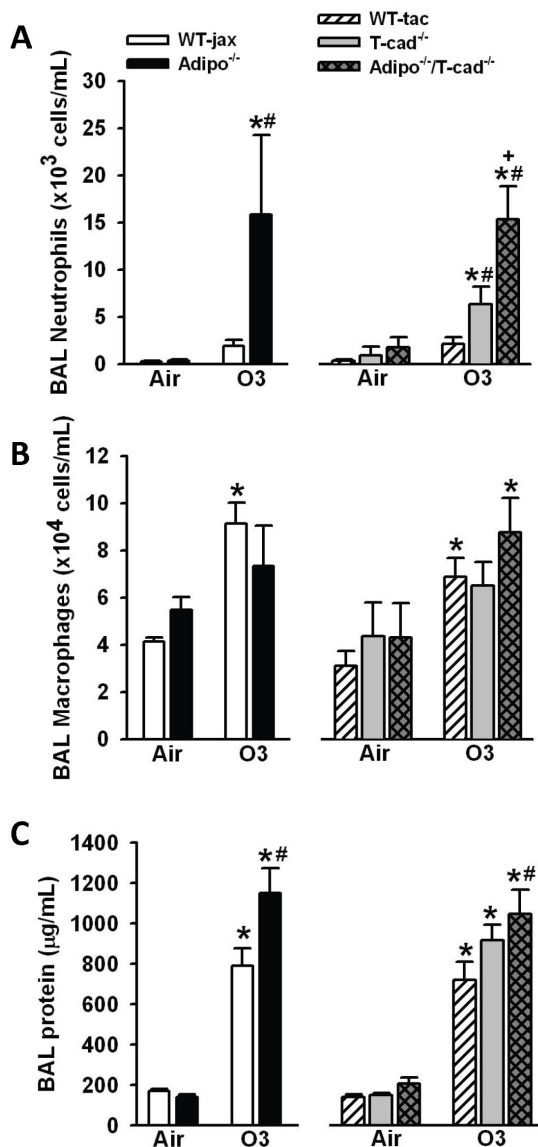 A
WT-jax
Adipo-/-
WT-tac
T-cad-/-
Adipo-/-/T-cad-/-
BAL Neutrophils (x10³ cells/mL)
30
25
20
15
10
5
0
*#
*#
+
*#
Air
O3
Air
O3
B
BAL Macrophages (x10⁴ cells/mL)
12
10
8
6
4
2
0
*
*
*
Air
O3
Air
O3
C
BAL protein (µg/mL)
1400
1200
1000
800
600
400
200
0
*
*#
*
*
*#
Air
O3
Air
O3